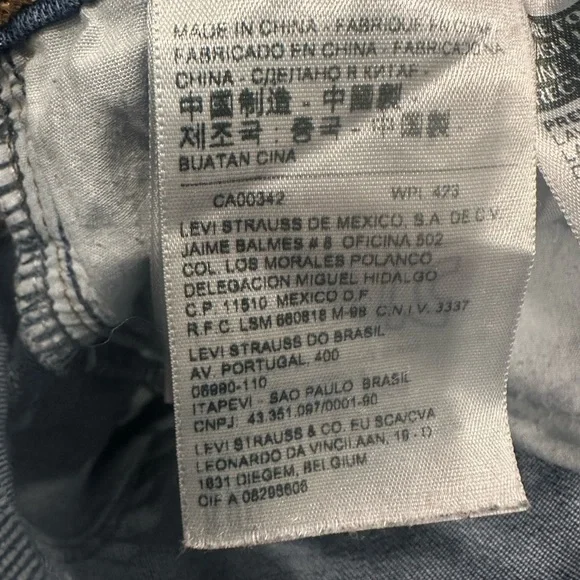 MADE IN CHINA - FABRIQUE EN CHINE
FABRICADO EN CHINA - FABRICADO NA
CHINA - СДЕЛАНО В КИТАЕ -
中国制造 - 中國製
제조국 : 중국 - 中國製
BUATAN CINA
CA00342 WPL 423
LEVI STRAUSS DE MEXICO, S.A. DE C.V.
JAIME BALMES # 8 OFICINA 502
COL. LOS MORALES POLANCO
DELEGACION MIGUEL HIDALGO
C.P. 11510 MEXICO D.F.
R.F.C. LSM 660818 M-98 C.N.I.V. 3337
LEVI STRAUSS DO BRASIL
AV. PORTUGAL, 400
06690-110
ITAPEVI - SAO PAULO BRASIL
CNPJ: 43.351.097/0001-90
LEVI STRAUSS & CO. EU SCA/CVA
LEONARDO DA VINCILAAN, 19 - D
1831 DIEGEM, BELGIUM
CIF A 08295606